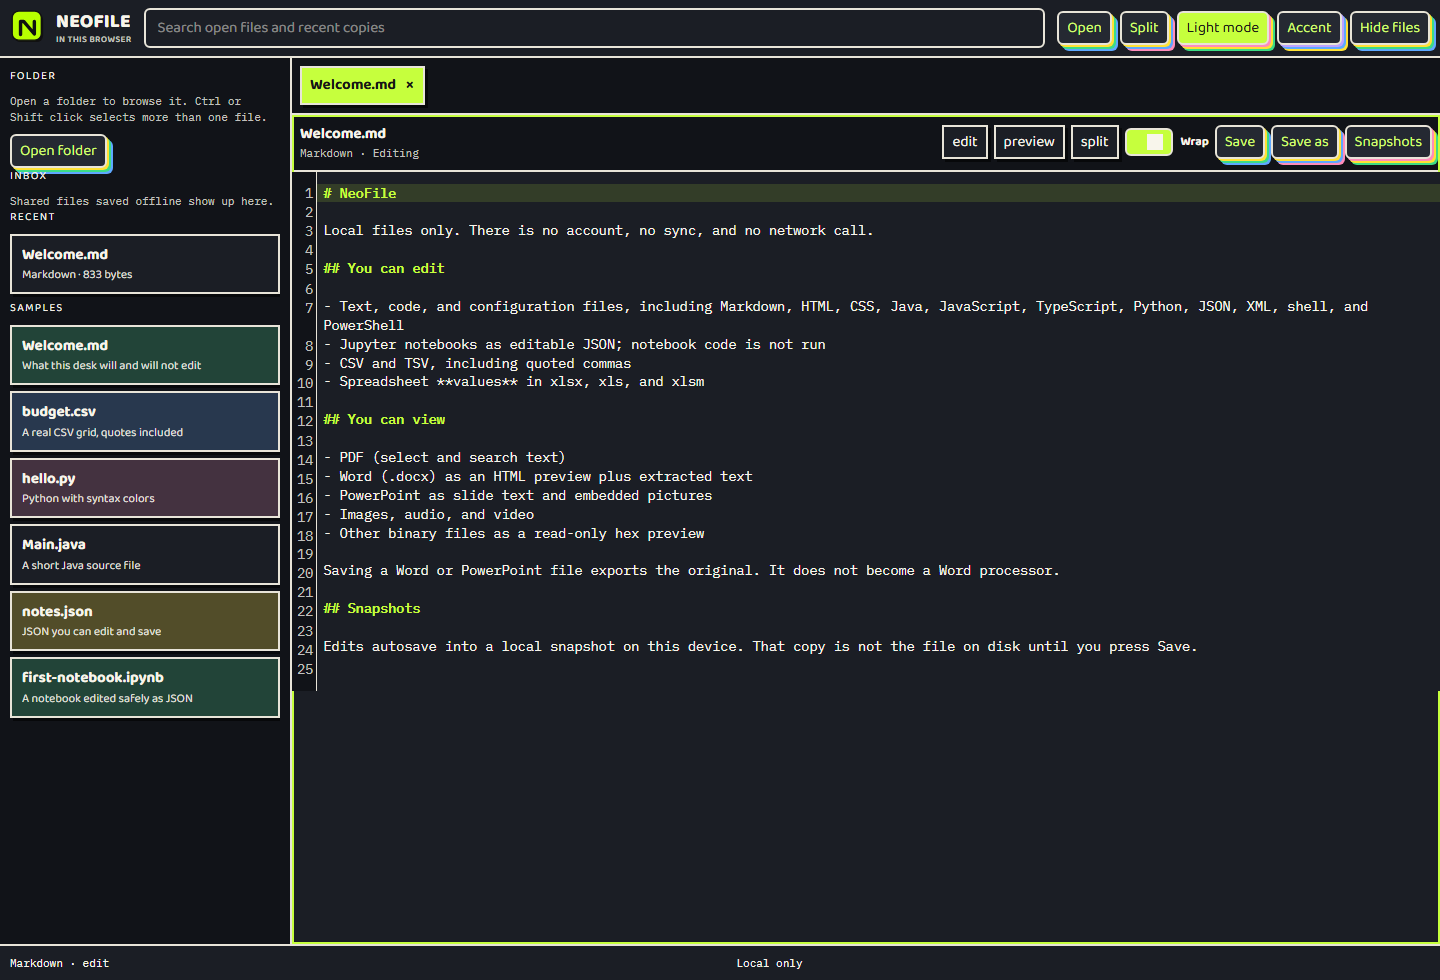 NEOFILE
IN THIS BROWSER
Search open files and recent copies
Open
Split
Light mode
Accent
Hide files
FOLDER
Open a folder to browse it. Ctrl or
Shift click selects more than one file.
Open folder
INBOX
Shared files saved offline show up here.
RECENT
Welcome.md
Markdown · 833 bytes
SAMPLES
Welcome.md
What this desk will and will not edit
budget.csv
A real CSV grid, quotes included
hello.py
Python with syntax colors
Main.java
A short Java source file
notes.json
JSON you can edit and save
first-notebook.ipynb
A notebook edited safely as JSON
Welcome.md ×
Welcome.md
Markdown · Editing
edit
preview
split
Wrap
Save
Save as
Snapshots
1 # NeoFile
2
3 Local files only. There is no account, no sync, and no network call.
4
5 ## You can edit
6
7 - Text, code, and configuration files, including Markdown, HTML, CSS, Java, JavaScript, TypeScript, Python, JSON, XML, shell, and
PowerShell
8 - Jupyter notebooks as editable JSON; notebook code is not run
9 - CSV and TSV, including quoted commas
10 - Spreadsheet **values** in xlsx, xls, and xlsm
11
12 ## You can view
13
14 - PDF (select and search text)
15 - Word (.docx) as an HTML preview plus extracted text
16 - PowerPoint as slide text and embedded pictures
17 - Images, audio, and video
18 - Other binary files as a read-only hex preview
19
20 Saving a Word or PowerPoint file exports the original. It does not become a Word processor.
21
22 ## Snapshots
23
24 Edits autosave into a local snapshot on this device. That copy is not the file on disk until you press Save.
25
Markdown · edit
Local only